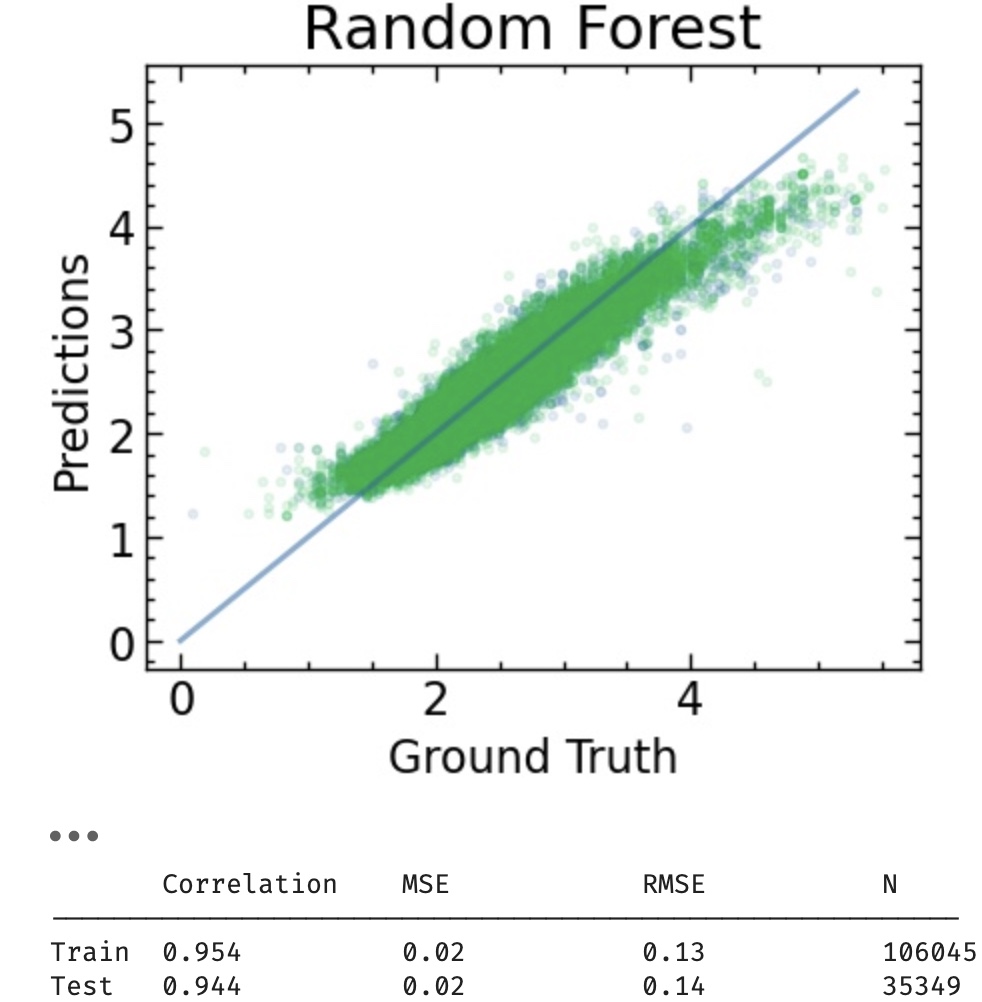 Random Forest
5
4
3
2
1
0
Predictions
0 2 4
Ground Truth
Correlation MSE RMSE N
Train 0.954 0.02 0.13 106045
Test 0.944 0.02 0.14 35349